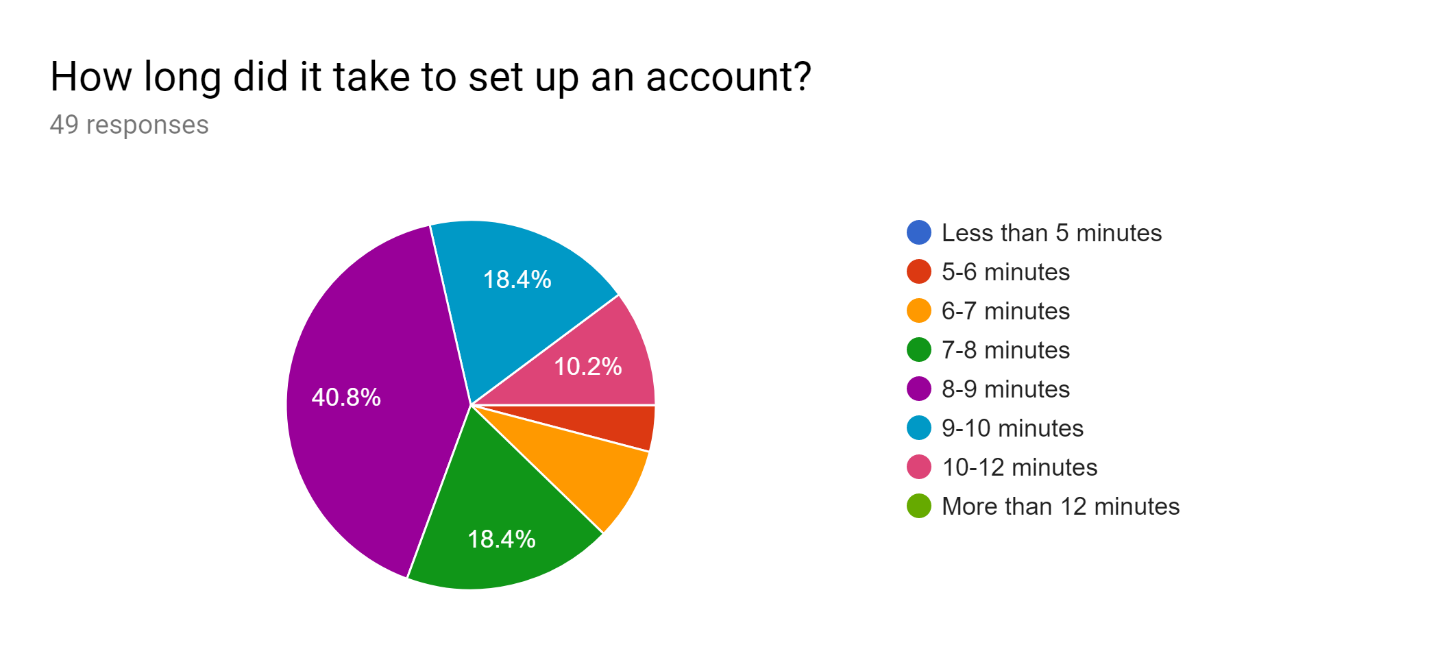 How long did it take to set up an account?
49 responses
18.4%
10.2%
40.8%
18.4%
Less than 5 minutes
5-6 minutes
6-7 minutes
7-8 minutes
8-9 minutes
9-10 minutes
10-12 minutes
More than 12 minutes